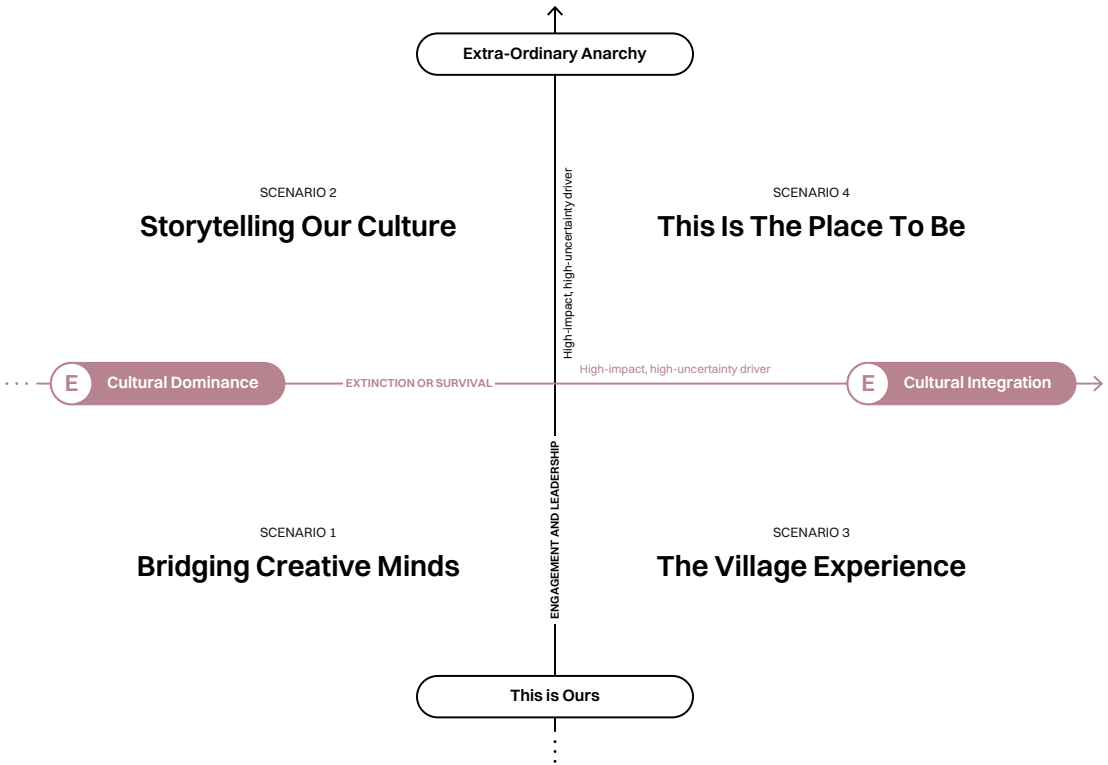 Extra-Ordinary Anarchy
SCENARIO 2
Storytelling Our Culture
SCENARIO 4
This Is The Place To Be
High-impact, high-uncertainty driver
E
Cultural Dominance
EXTINCTION OR SURVIVAL
High-impact, high-uncertainty driver
E
Cultural Integration
ENGAGEMENT AND LEADERSHIP
SCENARIO 1
Bridging Creative Minds
SCENARIO 3
The Village Experience
This is Ours